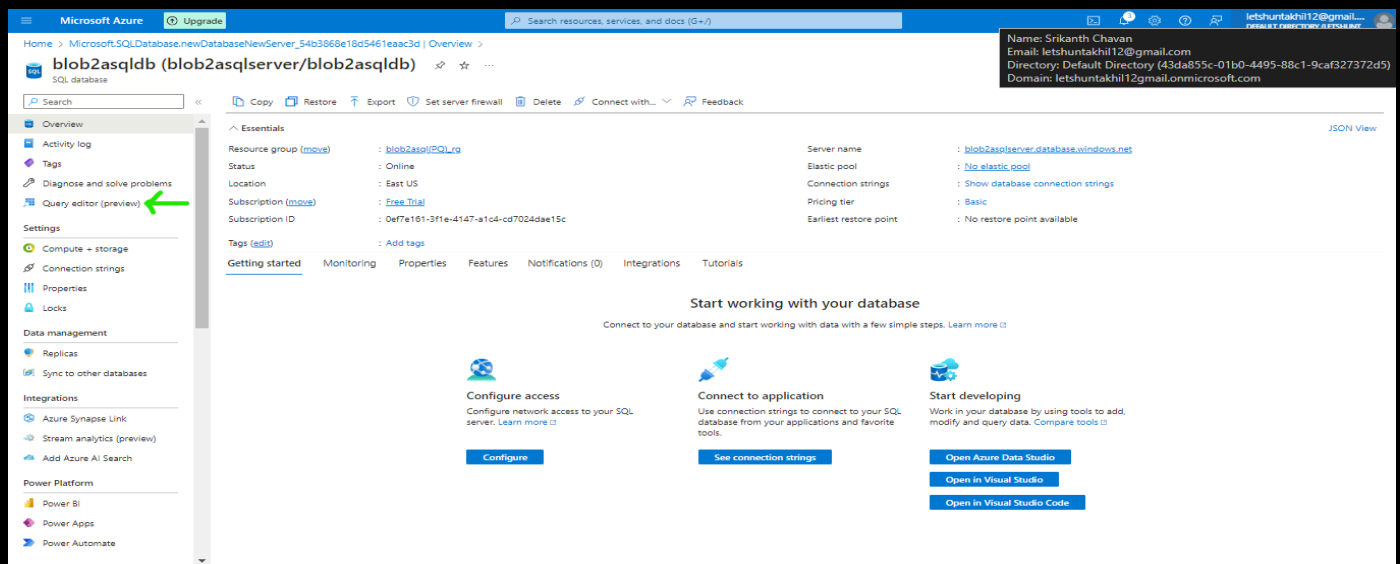 Microsoft Azure
Upgrade
Search resources, services, and docs (G+/)
3
letshuntakhil12@gmail....
DEFAULT DIRECTORY (LETSHUNT...
Name: Srikanth Chavan
Email: letshuntakhil12@gmail.com
Directory: Default Directory (43da855c-01b0-4495-88c1-9caf327372d5)
Domain: letshuntakhil12gmail.onmicrosoft.com
Home > Microsoft.SQLDatabase.newDatabaseNewServer_54b3868e18d5461eaac3d | Overview >
SQL
blob2asqldb (blob2asqlserver/blob2asqldb)
SQL database
Search
Copy Restore Export Set server firewall Delete Connect with... Feedback
Overview
Activity log
Tags
Diagnose and solve problems
Query editor (preview)
Settings
Compute + storage
Connection strings
Properties
Locks
Data management
Replicas
Sync to other databases
Integrations
Azure Synapse Link
Stream analytics (preview)
Add Azure AI Search
Power Platform
Power BI
Power Apps
Power Automate
Essentials
JSON View
Resource group (move) : blob2asql(PQ)_rg
Status : Online
Location : East US
Subscription (move) : Free Trial
Subscription ID : 0ef7e161-3f1e-4147-a1c4-cd7024dae15c
Server name : blob2asqlserver.database.windows.net
Elastic pool : No elastic pool
Connection strings : Show database connection strings
Pricing tier : Basic
Earliest restore point : No restore point available
Tags (edit) : Add tags
Getting started Monitoring Properties Features Notifications (0) Integrations Tutorials
Start working with your database
Connect to your database and start working with data with a few simple steps. Learn more
Configure access
Configure network access to your SQL
server. Learn more
Configure
Connect to application
Use connection strings to connect to your SQL
database from your applications and favorite
tools.
See connection strings
Start developing
Work in your database by using tools to add,
modify and query data. Compare tools
Open Azure Data Studio
Open in Visual Studio
Open in Visual Studio Code